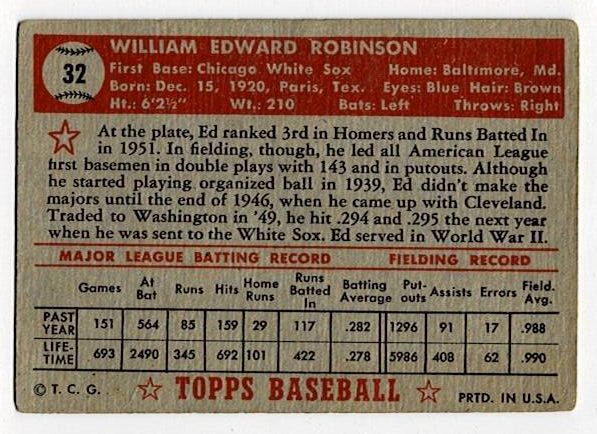 32
WILLIAM EDWARD ROBINSON
First Base: Chicago White Sox Home: Baltimore, Md.
Born: Dec. 15, 1920, Paris, Tex. Eyes: Blue Hair: Brown
Ht.: 6'2½" Wt.: 210 Bats: Left Throws: Right
At the plate, Ed ranked 3rd in Homers and Runs Batted In
in 1951. In fielding, though, he led all American League
first basemen in double plays with 143 and in putouts. Although
he started playing organized ball in 1939, Ed didn't make the
majors until the end of 1946, when he came up with Cleveland.
Traded to Washington in '49, he hit .294 and .295 the next year
when he was sent to the White Sox. Ed served in World War II.
MAJOR LEAGUE BATTING RECORD FIELDING RECORD
Games At Bat Runs Hits Home Runs Runs Batted In Batting Average Put-outs Assists Errors Field. Avg.
PAST YEAR 151 564 85 159 29 117 .282 1296 91 17 .988
LIFE-TIME 693 2490 345 692 101 422 .278 5986 408 62 .990
© T. C. G. TOPPS BASEBALL PRTD. IN U.S.A.